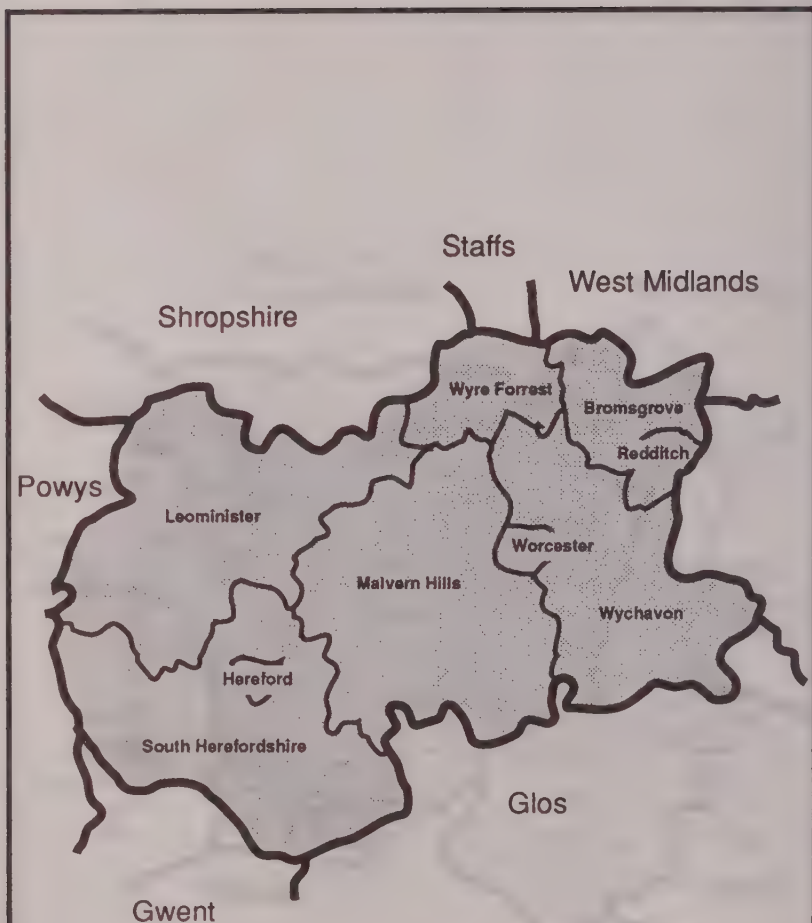 Staffs
West Midlands
Shropshire
Wyre Forrest
Bromsgrove
Redditch
Powys
Leominister
Worcester
Malvern Hills
Wychavon
Hereford
South Herefordshire
Glos
Gwent